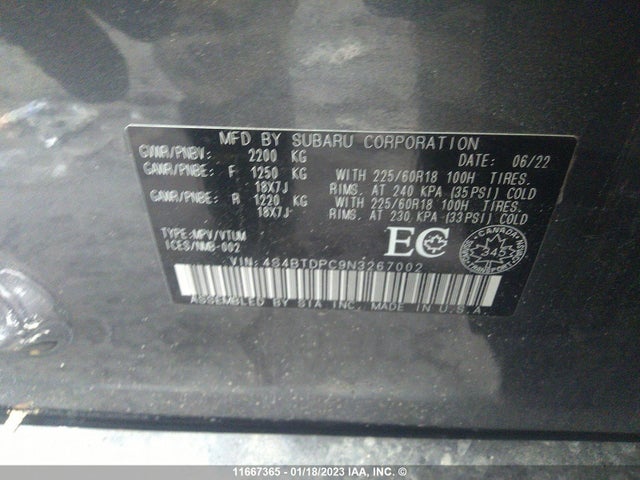 MFD BY SUBARU CORPORATION
GVWR/PNBV: 2200 KG DATE: 06/22
GAWR/PNBE: F 1250 KG WITH 225/60R18 100H TIRES.
18X7J RIMS. AT 240 KPA (35PSI) COLD
GAWR/PNBE: R 1220 KG WITH 225/60R18 100H TIRES.
18X7J RIMS. AT 230 KPA (33PSI) COLD
TYPE:MPV/VTUM
ICES/NMB-002
EC
CANADA
345
VIN: 4S4BTDPC9N3267002
ASSEMBLED BY SIA INC. MADE IN U.S.A.
11667365 - 01/18/2023 IAA, INC. ©